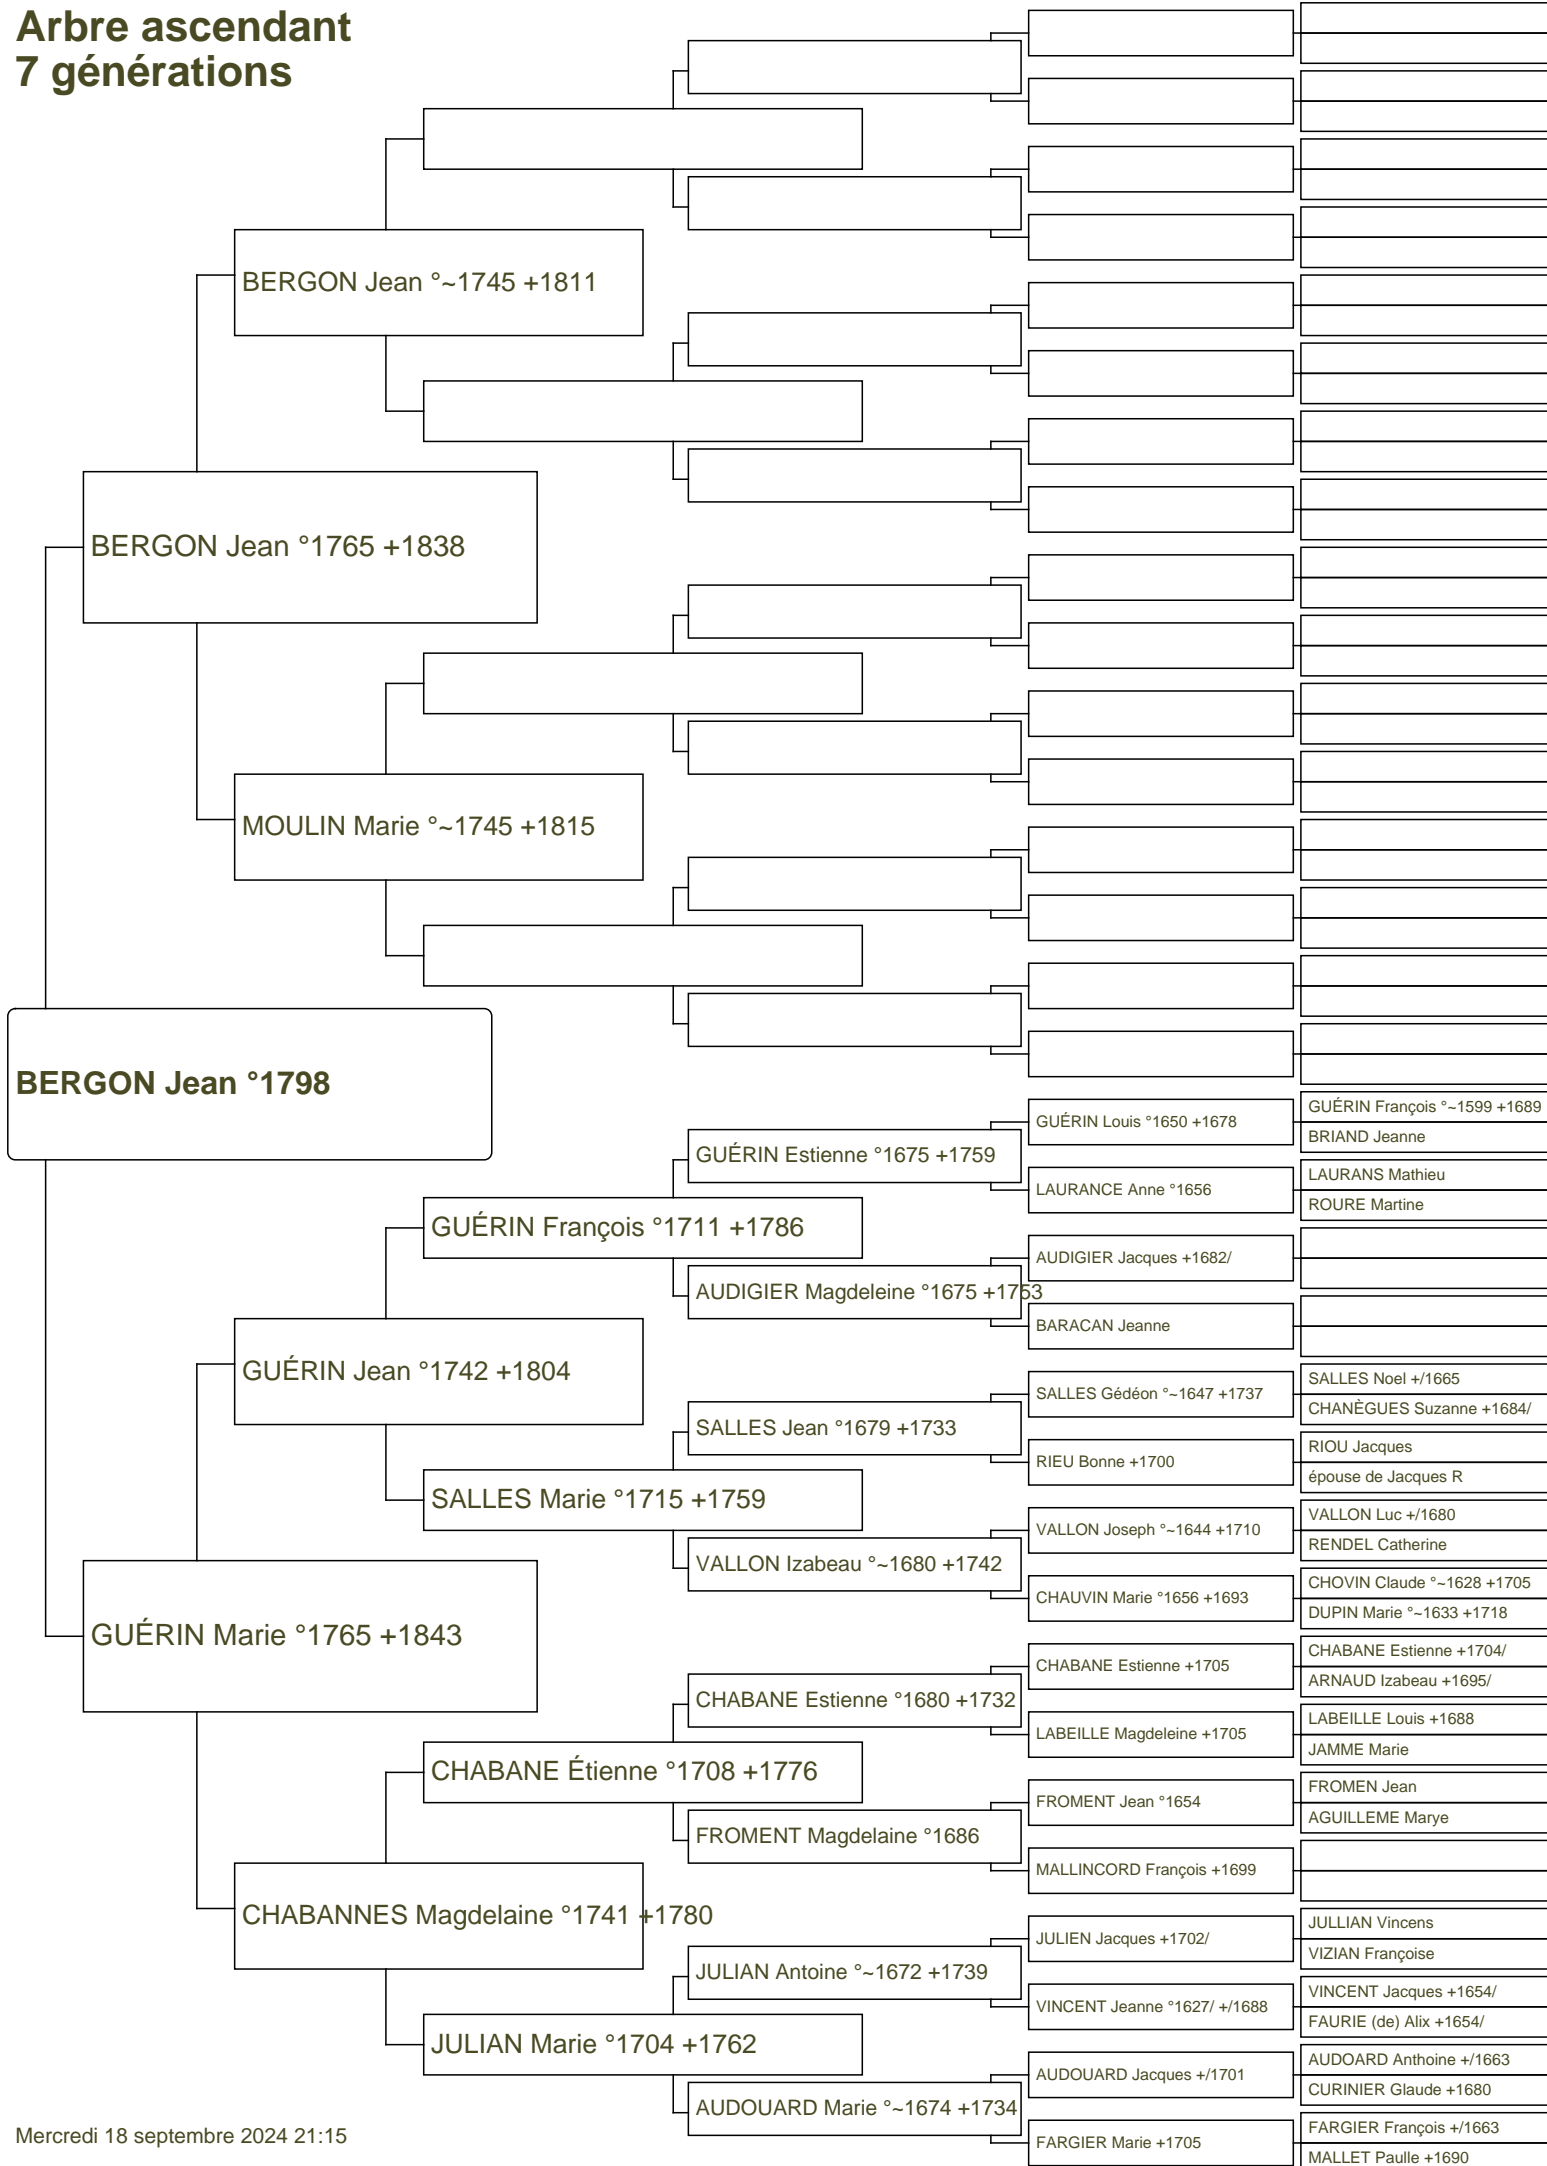 Arbre ascendant
7 générations
BERGON Jean °~1745 +1811
BERGON Jean °1765 +1838
MOULIN Marie °~1745 +1815
BERGON Jean °1798
GUÉRIN François °~1599 +1689
GUÉRIN Louis °1650 +1678
BRIAND Jeanne
GUÉRIN Estienne °1675 +1759
LAURANS Mathieu
LAURANCE Anne °1656
ROURE Martine
GUÉRIN François °1711 +1786
AUDIGIER Jacques +1682/
AUDIGIER Magdeleine °1675 +1753
BARACAN Jeanne
GUÉRIN Jean °1742 +1804
SALLES Noel +/1665
SALLES Gédéon °~1647 +1737
CHANÈGUES Suzanne +1684/
SALLES Jean °1679 +1733
RIOU Jacques
RIEU Bonne +1700
épouse de Jacques R
SALLES Marie °1715 +1759
VALLON Luc +/1680
VALLON Joseph °~1644 +1710
RENDEL Catherine
VALLON Izabeau °~1680 +1742
CHOVIN Claude °~1628 +1705
CHAUVIN Marie °1656 +1693
DUPIN Marie °~1633 +1718
GUÉRIN Marie °1765 +1843
CHABANE Estienne +1704/
CHABANE Estienne +1705
ARNAUD Izabeau +1695/
CHABANE Estienne °1680 +1732
LABEILLE Louis +1688
LABEILLE Magdeleine +1705
JAMME Marie
CHABANE Étienne °1708 +1776
FROMEN Jean
FROMENT Jean °1654
AGUILLEME Marye
FROMENT Magdelaine °1686
MALLINCORD François +1699
CHABANNES Magdelaine °1741 +1780
JULLIAN Vincens
JULIEN Jacques +1702/
VIZIAN Françoise
JULIAN Antoine °~1672 +1739
VINCENT Jacques +1654/
VINCENT Jeanne °1627/ +/1688
FAURIE (de) Alix +1654/
JULIAN Marie °1704 +1762
AUDOARD Anthoine +/1663
AUDOUARD Jacques +/1701
CURINIER Glaude +1680
AUDOUARD Marie °~1674 +1734
FARGIER François +/1663
FARGIER Marie +1705
MALLET Paulle +1690
Mercredi 18 septembre 2024 21:15